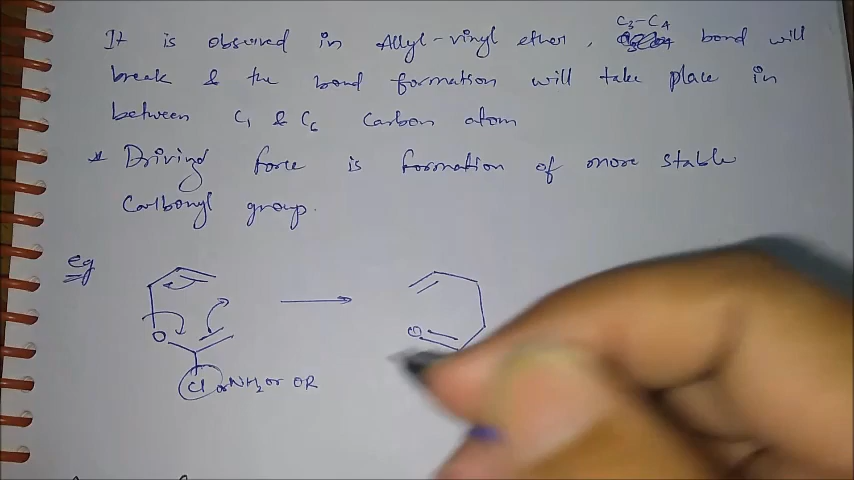 It is observed in Allyl-vinyl ether, C3-C4 bond will
break & the bond formation will take place in
between C1 & C6 Carbon atom
* Driving force is formation of more stable
Carbonyl group.
eg
O
O
Cl or NH2 or OR